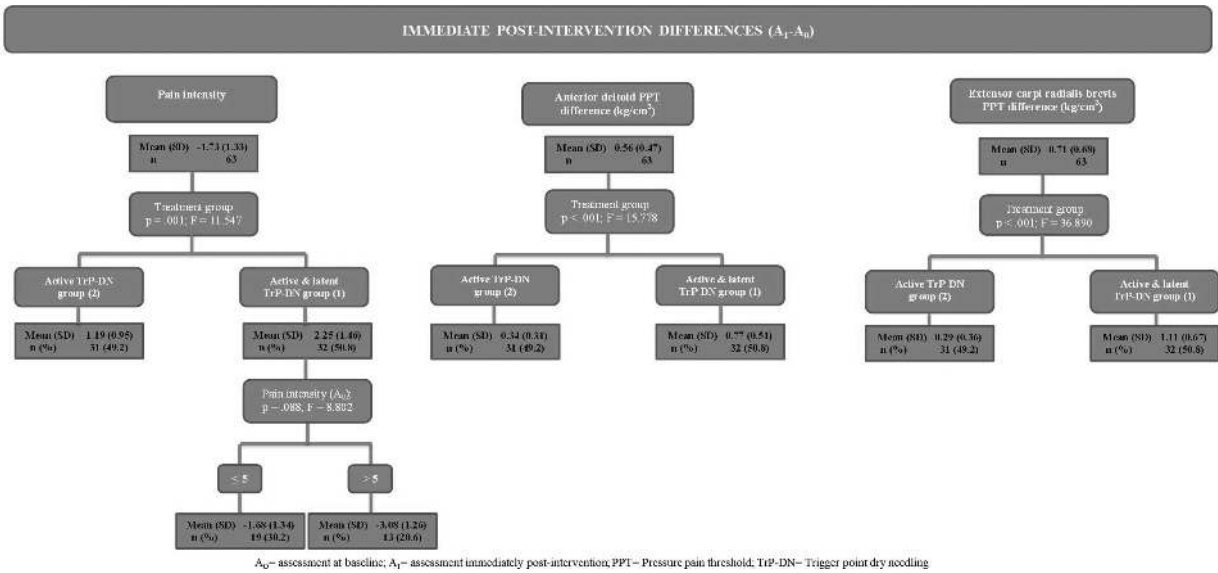 IMMEDIATE POST-INTERVENTION DIFFERENCES (A₁-A₀)
Pain intensity
Mean (SD) -1.73 (1.33)
n 63
Treatment group
p = .001; F = 11.547
Active TrP-DN
group (2)
Mean (SD) 1.19 (0.95)
n (%) 31 (49.2)
Active & latent
TrP-DN group (1)
Mean (SD) 2.25 (1.46)
n (%) 32 (50.8)
Pain intensity (A₀);
p = .088, F = 8.802
≤ 5
Mean (SD) -1.68 (1.34)
n (%) 19 (30.2)
> 5
Mean (SD) -3.08 (1.26)
n (%) 13 (20.6)
Anterior deltoid PPT
difference (kg/cm²)
Mean (SD) 0.56 (0.47)
n 63
Treatment group
p < .001; F = 15.778
Active TrP-DN
group (2)
Mean (SD) 0.34 (0.31)
n (%) 31 (49.2)
Active & latent
TrP DN group (1)
Mean (SD) 0.77 (0.51)
n (%) 32 (50.8)
Extensor carpi radialis brevis
PPT difference (kg/cm²)
Mean (SD) 0.71 (0.68)
n 63
Treatment group
p < .001; F = 36.890
Active TrP DN
group (2)
Mean (SD) 0.29 (0.36)
n (%) 31 (49.2)
Active & latent
TrP-DN group (1)
Mean (SD) 1.11 (0.67)
n (%) 32 (50.8)
A₀= assessment at baseline; A₁= assessment immediately post-intervention; PPT= Pressure pain threshold; TrP-DN= Trigger point dry needling